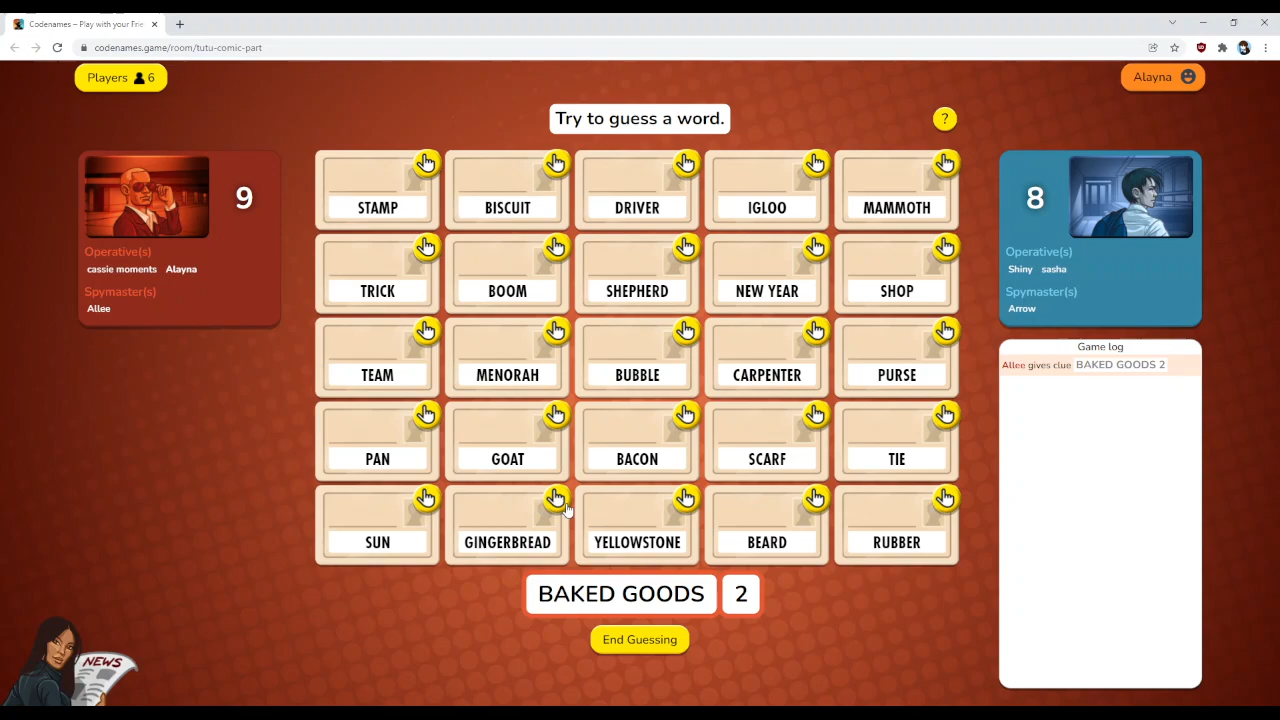 Codenames – Play with your Frie
codenames.game/room/tutu-comic-part
Players 6
Alayna
Try to guess a word.
?
9
Operative(s)
cassie moments Alayna
Spymaster(s)
Allee
8
Operative(s)
Shiny sasha
Spymaster(s)
Arrow
STAMP BISCUIT DRIVER IGLOO MAMMOTH
TRICK BOOM SHEPHERD NEW YEAR SHOP
TEAM MENORAH BUBBLE CARPENTER PURSE
PAN GOAT BACON SCARF TIE
SUN GINGERBREAD YELLOWSTONE BEARD RUBBER
Game log
Allee gives clue BAKED GOODS 2
BAKED GOODS 2
End Guessing
NEWS